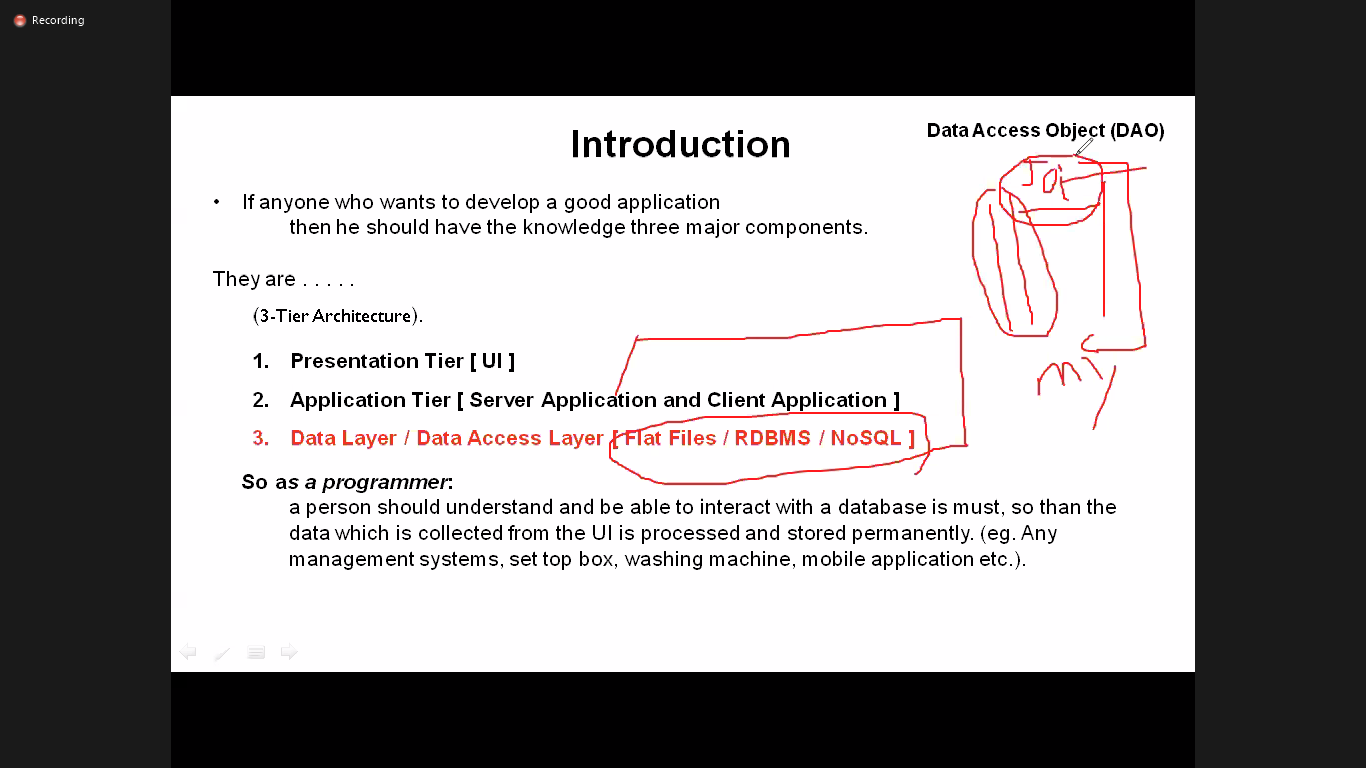 Recording
Data Access Object (DAO)
Introduction
• If anyone who wants to develop a good application
then he should have the knowledge three major components.
They are . . . . .
(3-Tier Architecture).
1. Presentation Tier [ UI ]
2. Application Tier [ Server Application and Client Application ]
3. Data Layer / Data Access Layer [ Flat Files / RDBMS / NoSQL ]
So as a programmer:
a person should understand and be able to interact with a database is must, so than the
data which is collected from the UI is processed and stored permanently. (eg. Any
management systems, set top box, washing machine, mobile application etc.).